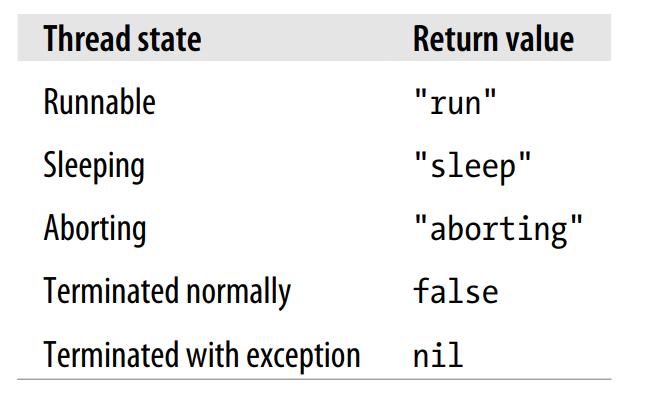 Thread state Return value
Runnable "run"
Sleeping "sleep"
Aborting "aborting"
Terminated normally false
Terminated with exception nil